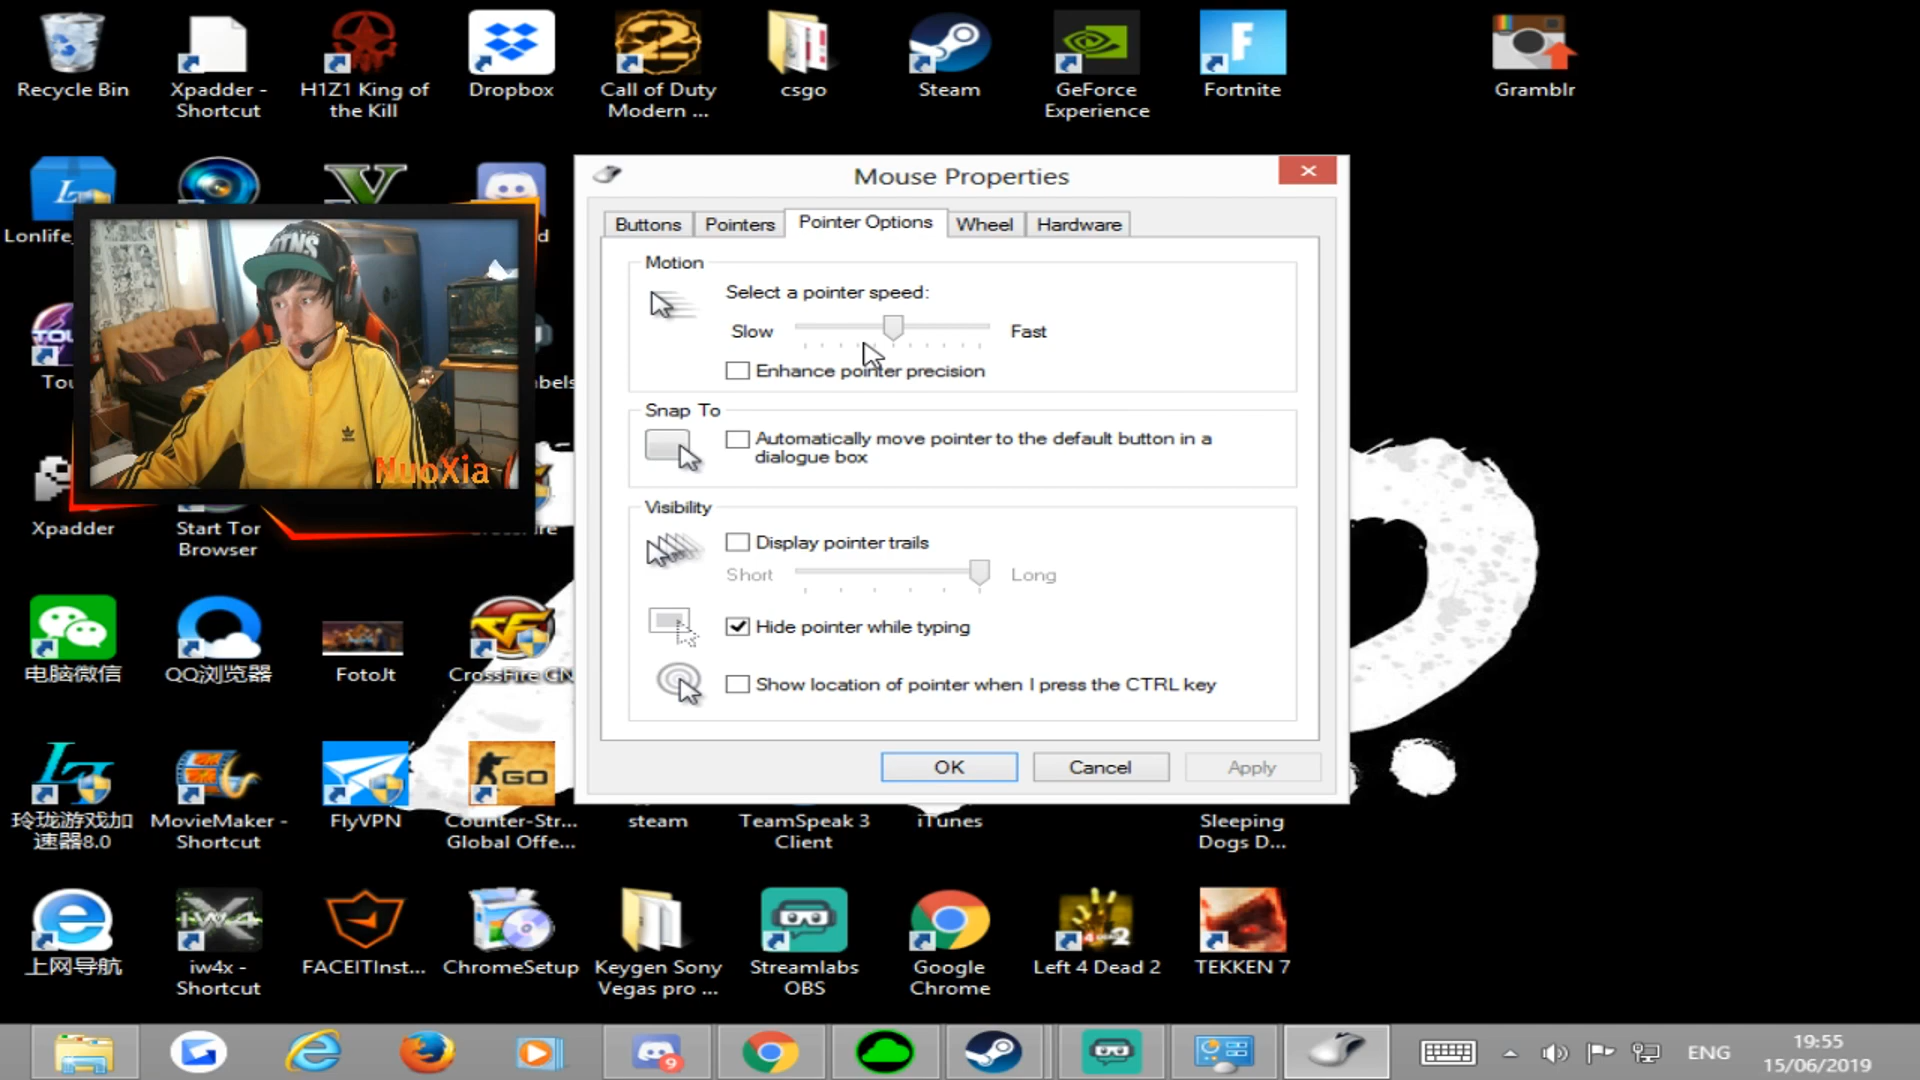 Recycle Bin
Xpadder -
Shortcut
H1Z1 King of
the Kill
Dropbox
Call of Duty
Modern ...
csgo
Steam
GeForce
Experience
Fortnite
Gramblr
Mouse Properties
Buttons
Pointers
Pointer Options
Wheel
Hardware
Motion
Select a pointer speed:
Slow
Fast
Enhance pointer precision
Snap To
Automatically move pointer to the default button in a
dialogue box
Visibility
Display pointer trails
Short
Long
Hide pointer while typing
Show location of pointer when I press the CTRL key
OK
Cancel
Apply
NuoXia
Xpadder
Start Tor
Browser
电脑微信
QQ浏览器
FotoJt
CrossFire CN
玲珑游戏加
速器8.0
MovieMaker -
Shortcut
FlyVPN
GO
Counter-Str...
Global Offe...
steam
TeamSpeak 3
Client
iTunes
Sleeping
Dogs D...
上网导航
iw4x -
Shortcut
FACEITInst...
ChromeSetup
Keygen Sony
Vegas pro ...
Streamlabs
OBS
Google
Chrome
Left 4 Dead 2
TEKKEN 7
9
ENG
19:55
15/06/2019